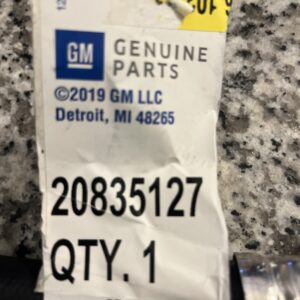 GM GENUINE
PARTS
©2019 GM LLC
Detroit, MI 48265
20835127
QTY. 1